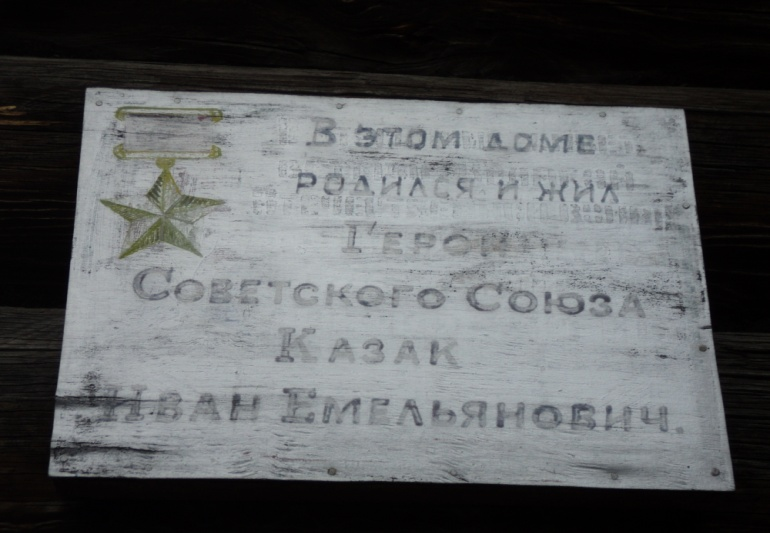 В этом доме
родился и жил
Герой
Советского Союза
Казак
Иван Емельянович.